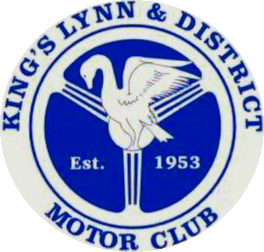 KING'S LYNN & DISTRICT
Est. 1953
MOTOR CLUB